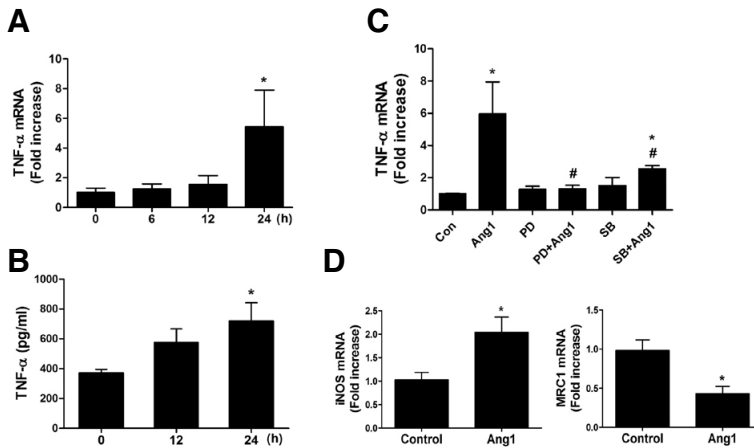 A
TNF-α mRNA
(Fold increase)
10
8
6
4
2
0
*
0 6 12 24 (h)
B
TNF-α (pg/ml)
1000
800
600
400
200
0
*
0 12 24 (h)
C
TNF-α mRNA
(Fold increase)
10
8
6
4
2
0
*
#
*
#
Con Ang1 PD PD+Ang1 SB SB+Ang1
D
iNOS mRNA
(Fold increase)
2.5
2.0
1.5
1.0
0.5
0.0
*
Control Ang1
MRC1 mRNA
(Fold increase)
1.5
1.0
0.5
0.0
*
Control Ang1